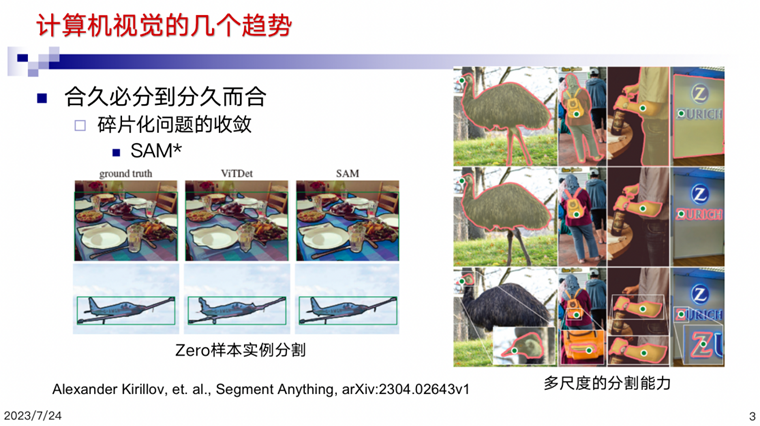 计算机视觉的几个趋势
合久必分到分久而合
碎片化问题的收敛
SAM*
ground truth ViTDet SAM
Zero样本实例分割
Z
ZURICH
Z
ZURICH
Z
ZURICH
Z
多尺度的分割能力
Alexander Kirillov, et. al., Segment Anything, arXiv:2304.02643v1
2023/7/24
3